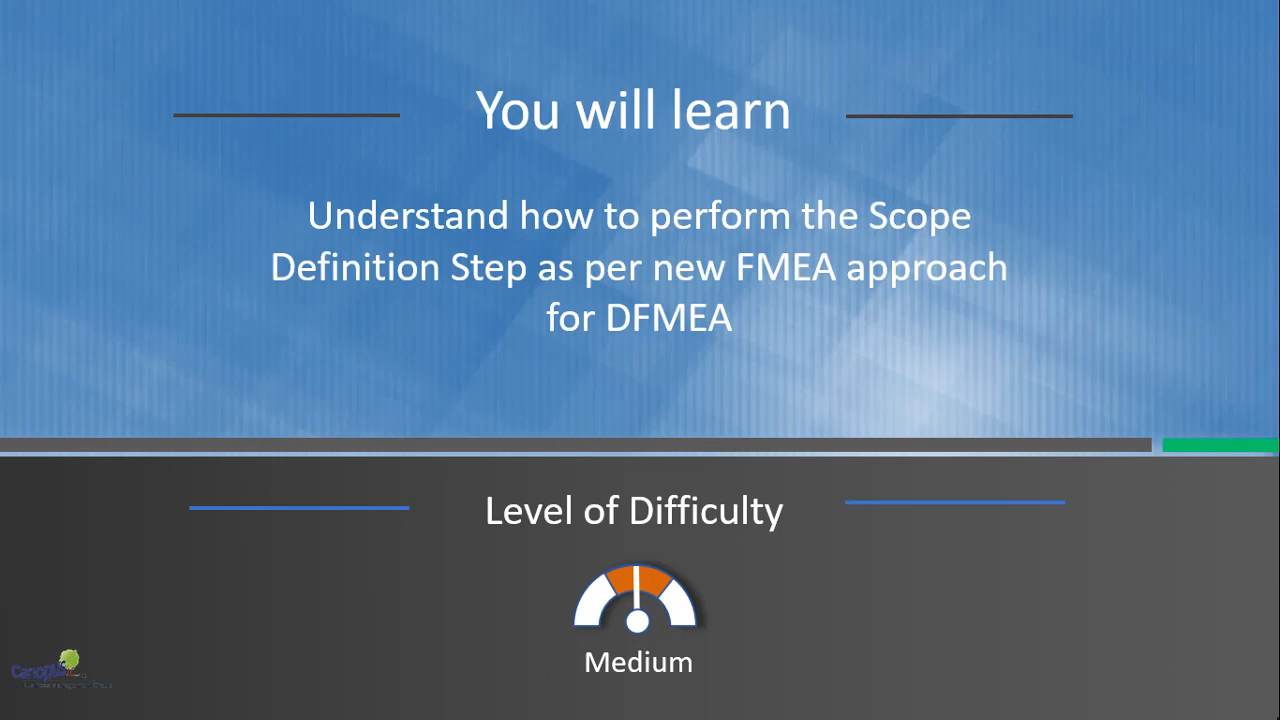 You will learn
Understand how to perform the Scope
Definition Step as per new FMEA approach
for DFMEA
Level of Difficulty
Medium
Canopus